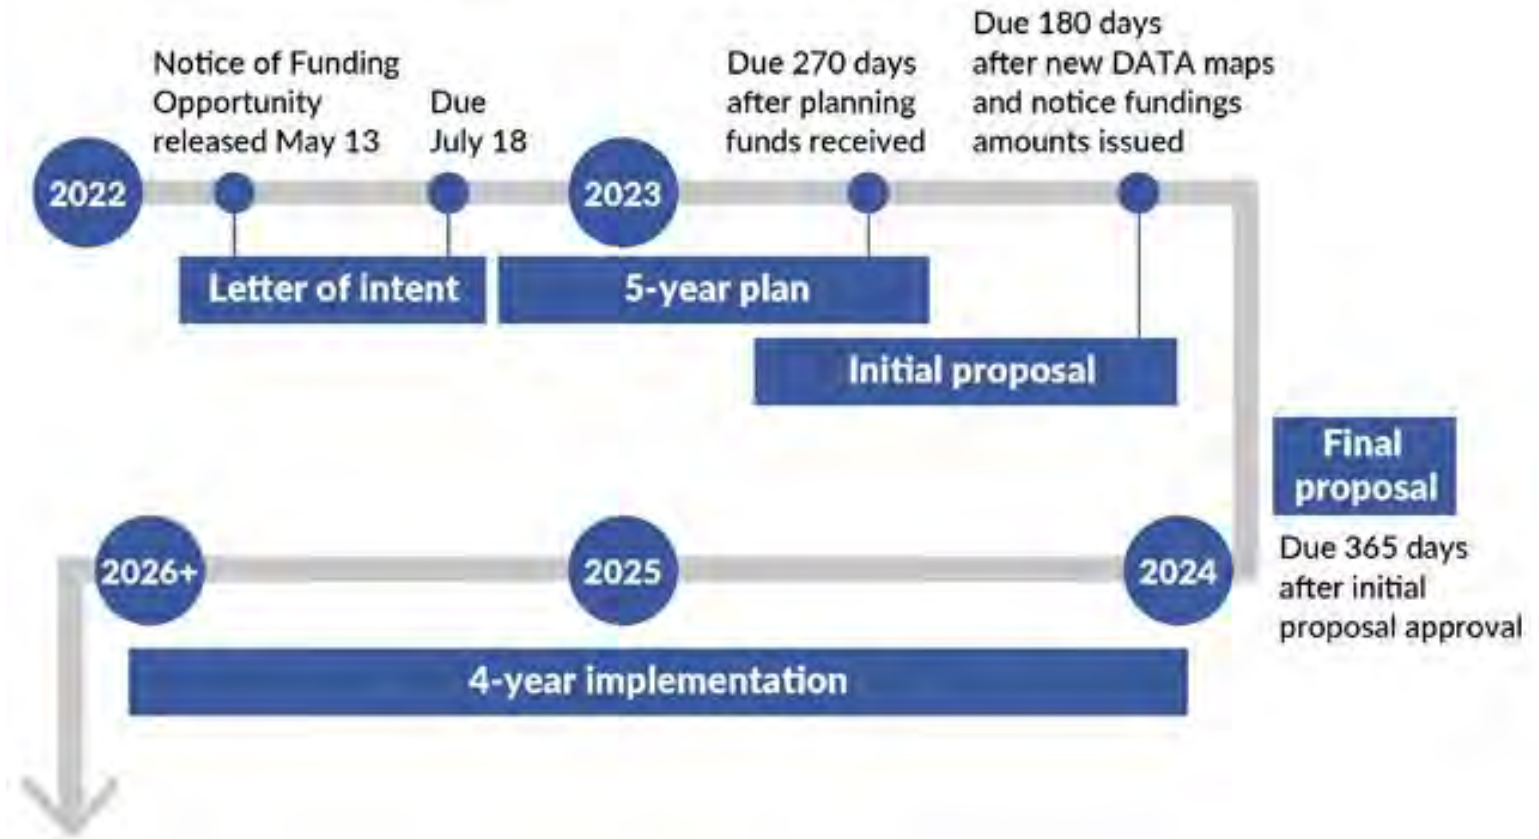 Notice of Funding
Opportunity
released May 13
Due
July 18
Due 270 days
after planning
funds received
Due 180 days
after new DATA maps
and notice fundings
amounts issued
2022
2023
Letter of intent
5-year plan
Initial proposal
Final
proposal
Due 365 days
after initial
proposal approval
2026+
2025
2024
4-year implementation